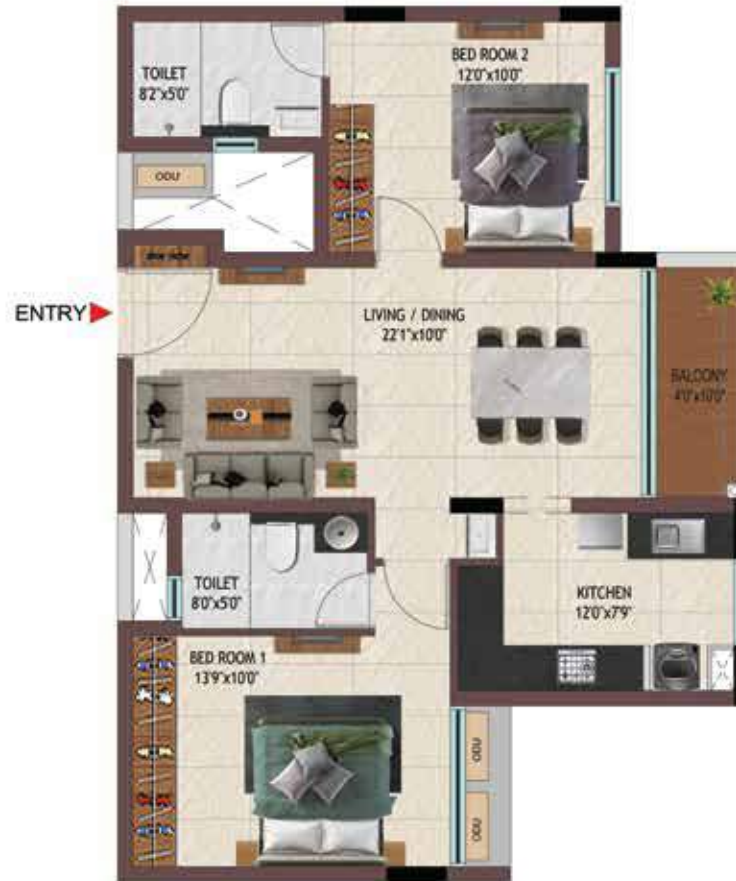 TOILET
8'2"x5'0"
BED ROOM 2
12'0"x10'0"
ODU
ENTRY
LIVING / DINING
22'1"x10'0"
BALCONY
4'0"x10'0"
TOILET
8'0"x5'0"
KITCHEN
12'0"x7'9"
BED ROOM 1
13'9"x10'0"
ODU
ODU